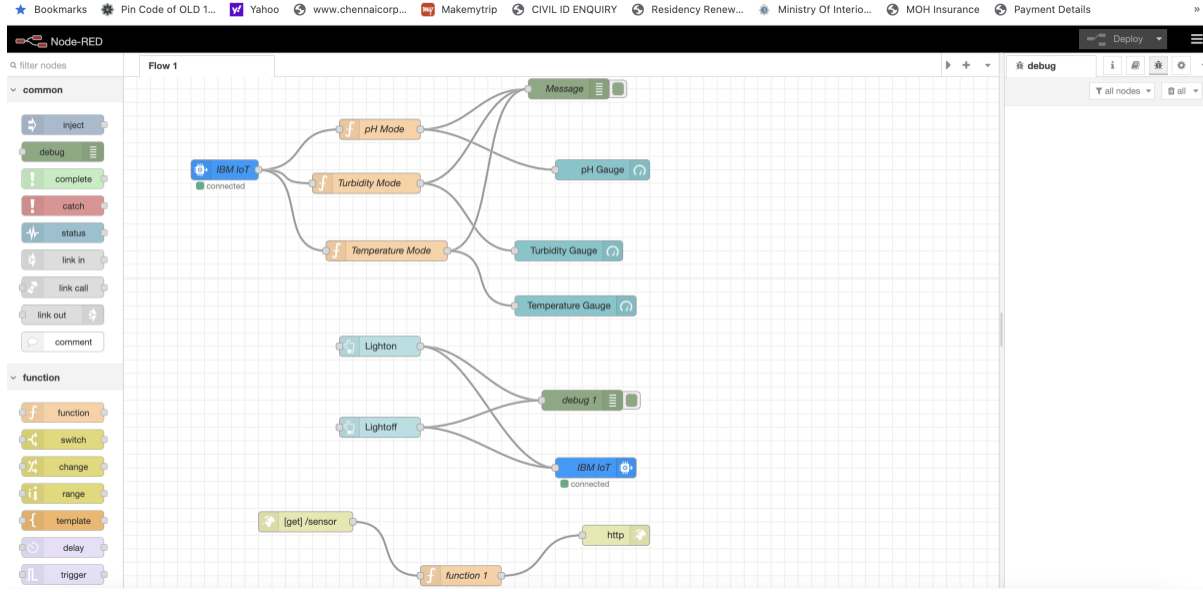 Bookmarks Pin Code of OLD 1... Yahoo www.chennaicorp... Makemytrip CIVIL ID ENQUIRY Residency Renew... Ministry Of Interio... MOH Insurance Payment Details »
Node-RED Deploy
filter nodes Flow 1 debug i
common all nodes all
inject
debug
complete
catch
status
link in
link call
link out
comment
function
function
switch
change
range
template
delay
trigger
Message
pH Mode
IBM IoT
connected
pH Gauge
Turbidity Mode
Temperature Mode
Turbidity Gauge
Temperature Gauge
Lighton
debug 1
Lightoff
IBM IoT
connected
[get] /sensor
http
function 1